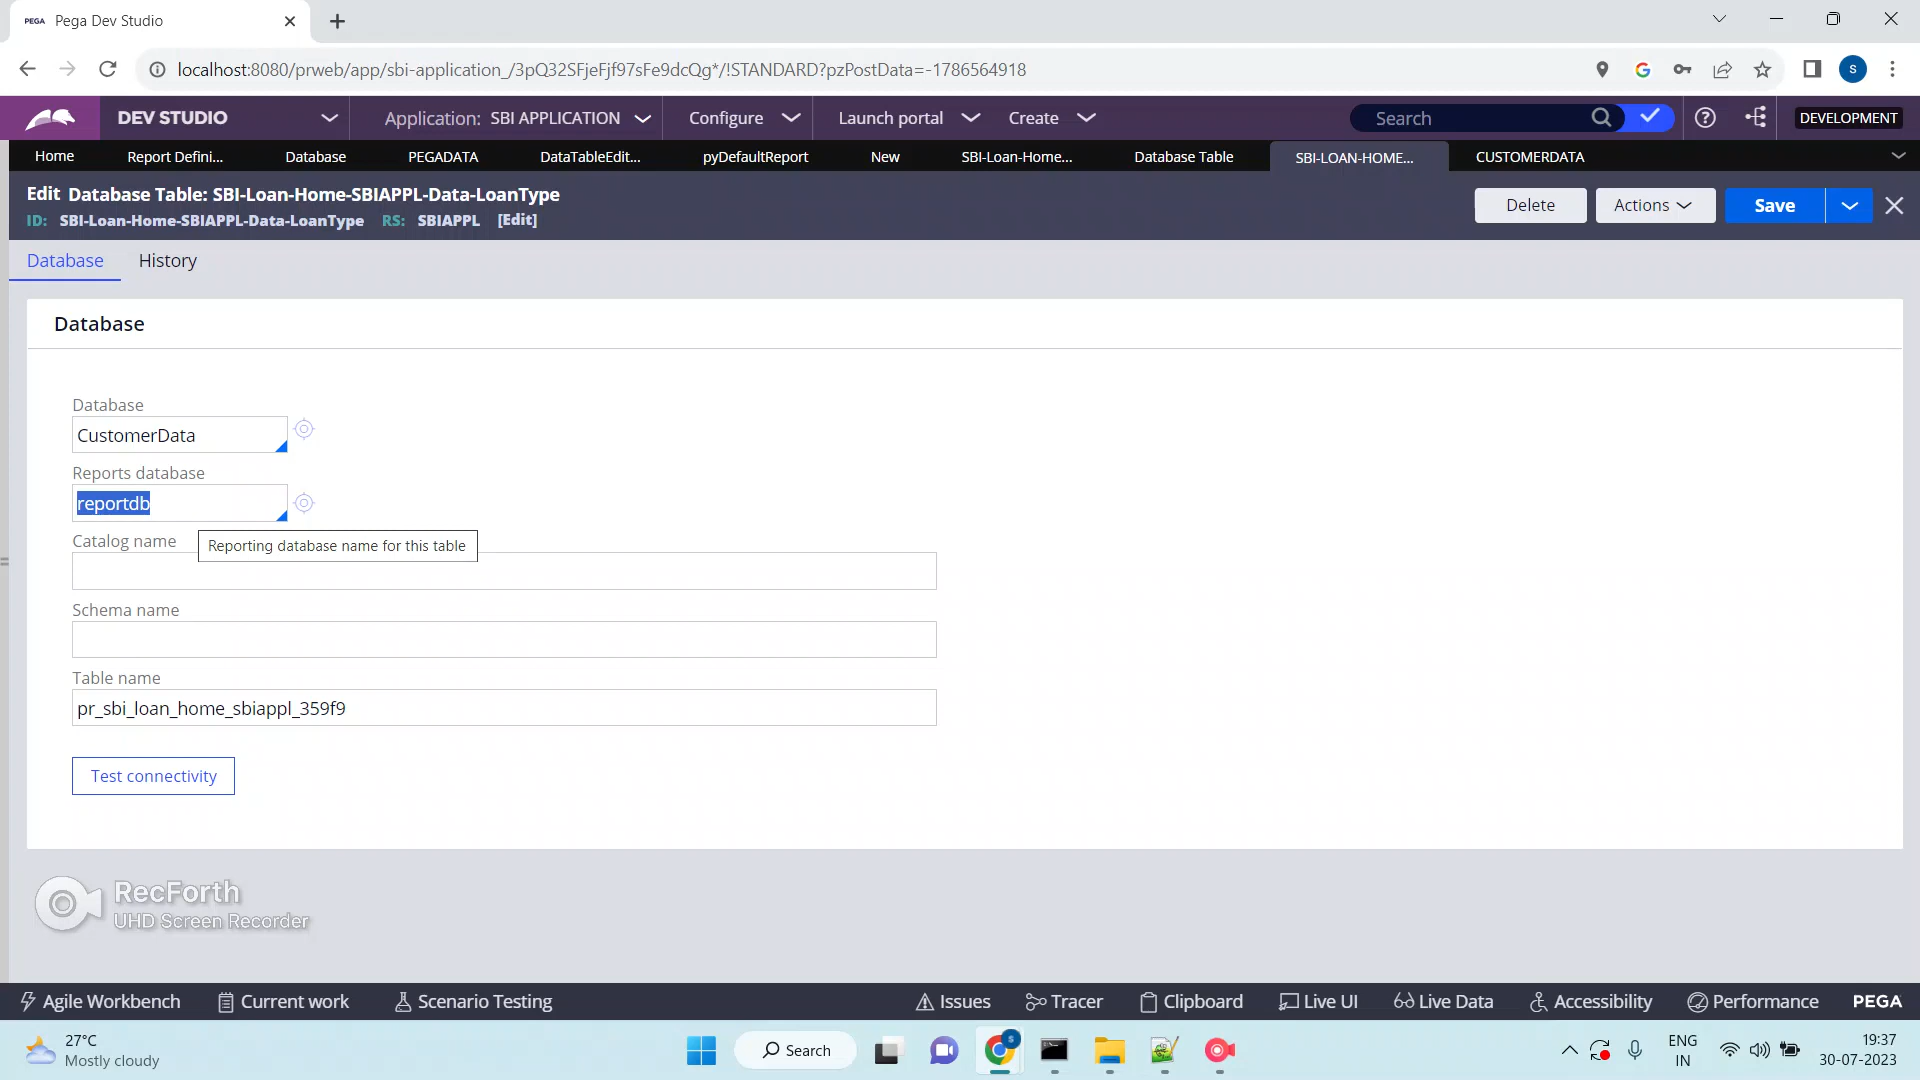 PEGA Pega Dev Studio
localhost:8080/prweb/app/sbi-application_/3pQ32SFjeFjf97sFe9dcQg*/!STANDARD?pzPostData=-1786564918
S
DEV STUDIO Application: SBI APPLICATION Configure Launch portal Create Search DEVELOPMENT
Home Report Defini... Database PEGADATA DataTableEdit... pyDefaultReport New SBI-Loan-Home... Database Table SBI-LOAN-HOME... CUSTOMERDATA
Edit Database Table: SBI-Loan-Home-SBIAPPL-Data-LoanType
ID: SBI-Loan-Home-SBIAPPL-Data-LoanType RS: SBIAPPL [Edit]
Delete Actions Save
Database History
Database
Database
CustomerData
Reports database
reportdb
Catalog name
Reporting database name for this table
Schema name
Table name
pr_sbi_loan_home_sbiappl_359f9
Test connectivity
RecForth
UHD Screen Recorder
Agile Workbench Current work Scenario Testing Issues Tracer Clipboard Live UI Live Data Accessibility Performance PEGA
27°C
Mostly cloudy
Search
ENG
IN
19:37
30-07-2023